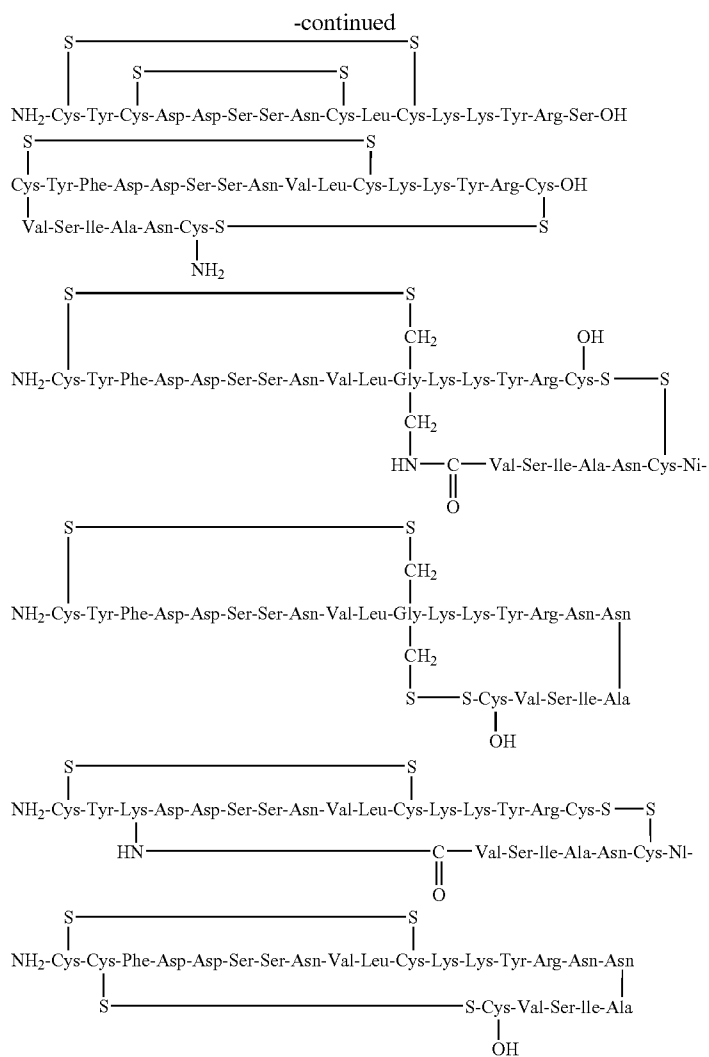 -continued
S S
S S
NH2-Cys-Tyr-Cys-Asp-Asp-Ser-Ser-Asn-Cys-Leu-Cys-Lys-Lys-Tyr-Arg-Ser-OH
S S
Cys-Tyr-Phe-Asp-Asp-Ser-Ser-Asn-Val-Leu-Cys-Lys-Lys-Tyr-Arg-Cys-OH
Val-Ser-Ile-Ala-Asn-Cys-S S
NH2
S S
CH2 OH
NH2-Cys-Tyr-Phe-Asp-Asp-Ser-Ser-Asn-Val-Leu-Gly-Lys-Lys-Tyr-Arg-Cys-S S
CH2
HN C Val-Ser-Ile-Ala-Asn-Cys-Ni-
O
S S
CH2
NH2-Cys-Tyr-Phe-Asp-Asp-Ser-Ser-Asn-Val-Leu-Gly-Lys-Lys-Tyr-Arg-Asn-Asn
CH2
S S-Cys-Val-Ser-Ile-Ala
OH
S S
NH2-Cys-Tyr-Lys-Asp-Asp-Ser-Ser-Asn-Val-Leu-Cys-Lys-Lys-Tyr-Arg-Cys-S S
HN C Val-Ser-Ile-Ala-Asn-Cys-Nl-
O
S S
NH2-Cys-Cys-Phe-Asp-Asp-Ser-Ser-Asn-Val-Leu-Cys-Lys-Lys-Tyr-Arg-Asn-Asn
S S-Cys-Val-Ser-Ile-Ala
OH